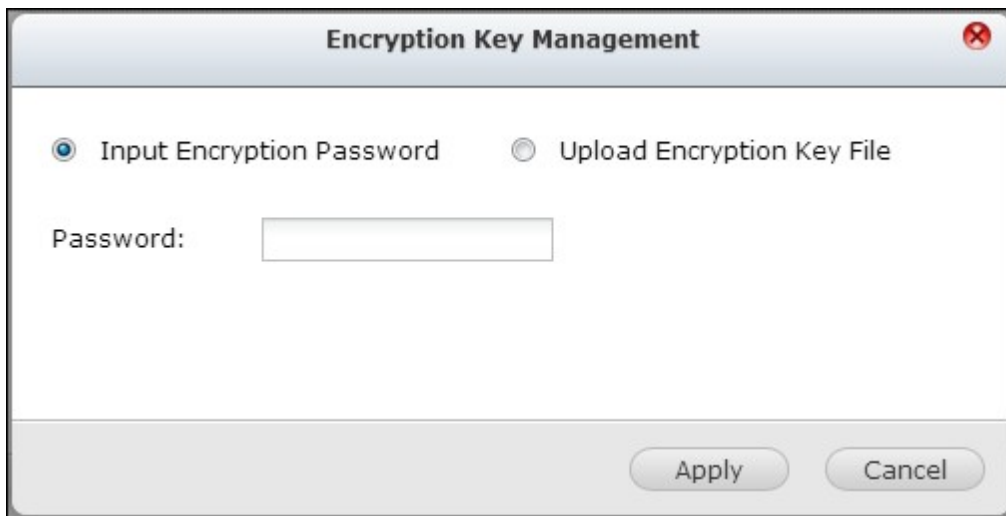 Encryption Key Management
Input Encryption Password Upload Encryption Key File
Password:
Apply Cancel